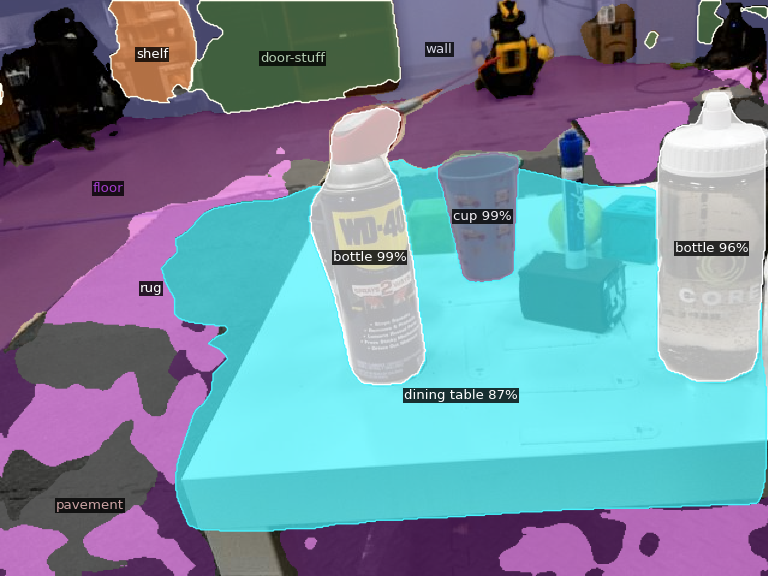 shelf
door-stuff
wall
floor
WD-40
cup 99%
bottle 99%
bottle 96%
rug
CORE
dining table 87%
pavement